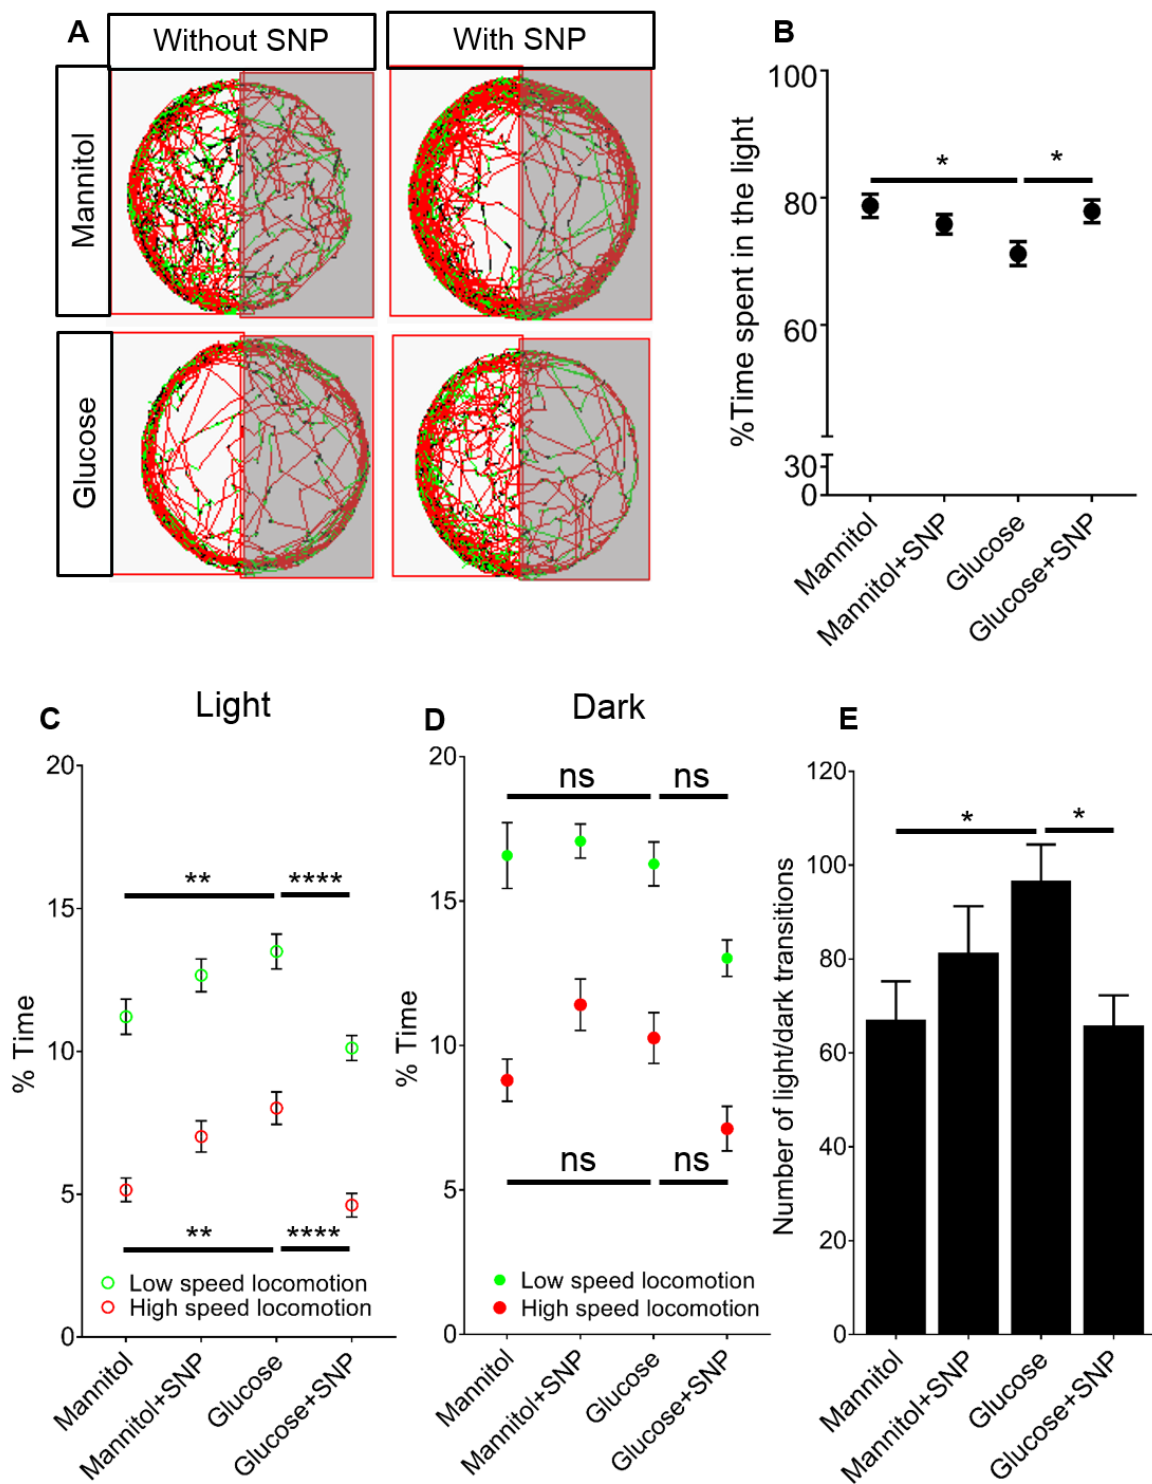 A
Without SNP
With SNP
Mannitol
Glucose
B
%Time spent in the light
100
80
60
30
0
*
*
Mannitol
Mannitol+SNP
Glucose
Glucose+SNP
C
Light
% Time
20
15
10
5
0
**
****
**
****
Low speed locomotion
High speed locomotion
Mannitol
Mannitol+SNP
Glucose
Glucose+SNP
D
Dark
% Time
20
15
10
5
0
ns
ns
ns
ns
Low speed locomotion
High speed locomotion
Mannitol
Mannitol+SNP
Glucose
Glucose+SNP
E
Number of light/dark transitions
120
100
80
60
40
20
0
*
*
Mannitol
Mannitol+SNP
Glucose
Glucose+SNP